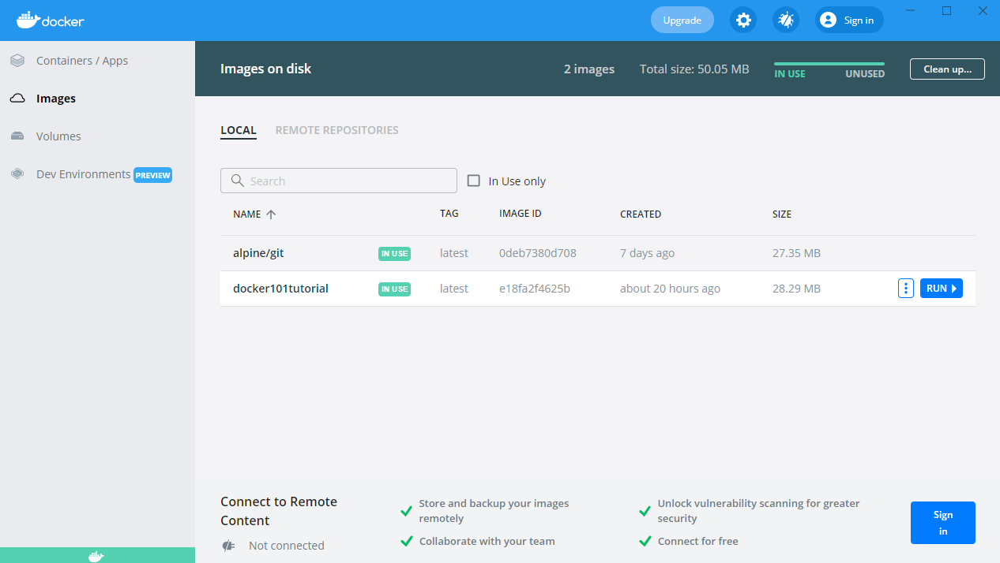 docker
Upgrade
Sign in
Containers / Apps
Images
Volumes
Dev Environments PREVIEW
Images on disk
2 images
Total size: 50.05 MB
IN USE
UNUSED
Clean up...
LOCAL
REMOTE REPOSITORIES
Search
In Use only
NAME TAG IMAGE ID CREATED SIZE
alpine/git IN USE latest 0deb7380d708 7 days ago 27.35 MB
docker101tutorial IN USE latest e18fa2f4625b about 20 hours ago 28.29 MB RUN
Connect to Remote
Content
Not connected
Store and backup your images
remotely
Collaborate with your team
Unlock vulnerability scanning for greater
security
Connect for free
Sign
in